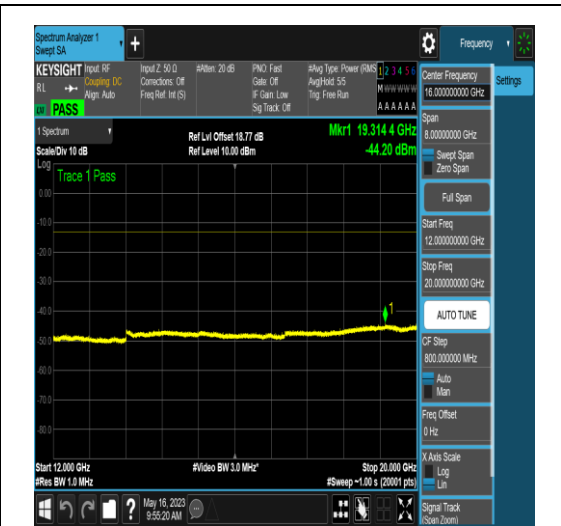 Spectrum Analyzer 1
Swept SA
+
Frequency
KEYSIGHT
RL
PASS
Input: RF
Coupling: DC
Align: Auto
Input Z: 50 Ω
Corrections: Off
Freq Ref: Int (S)
#Atten: 20 dB
PNO: Fast
Gate: Off
IF Gain: Low
Sig Track: Off
#Avg Type: Power (RMS
Avg|Hold: 5/5
Trig: Free Run
1 2 3 4 5 6
M W W W W W
A A A A A A
1 Spectrum
Scale/Div 10 dB
Ref Lvl Offset 18.77 dB
Ref Level 10.00 dBm
Mkr1 19.314 4 GHz
-44.20 dBm
Log
Trace 1 Pass
0.00
-10.0
-20.0
-30.0
-40.0
-50.0
-60.0
-70.0
-80.0
1
Start 12.000 GHz
#Res BW 1.0 MHz
#Video BW 3.0 MHz*
Stop 20.000 GHz
#Sweep ~1.00 s (20001 pts)
?
May 16, 2023
9:55:20 AM
Center Frequency
16.000000000 GHz
Settings
Span
8.00000000 GHz
Swept Span
Zero Span
Full Span
Start Freq
12.000000000 GHz
Stop Freq
20.000000000 GHz
AUTO TUNE
CF Step
800.000000 MHz
Auto
Man
Freq Offset
0 Hz
X Axis Scale
Log
Lin
Signal Track
(Span Zoom)